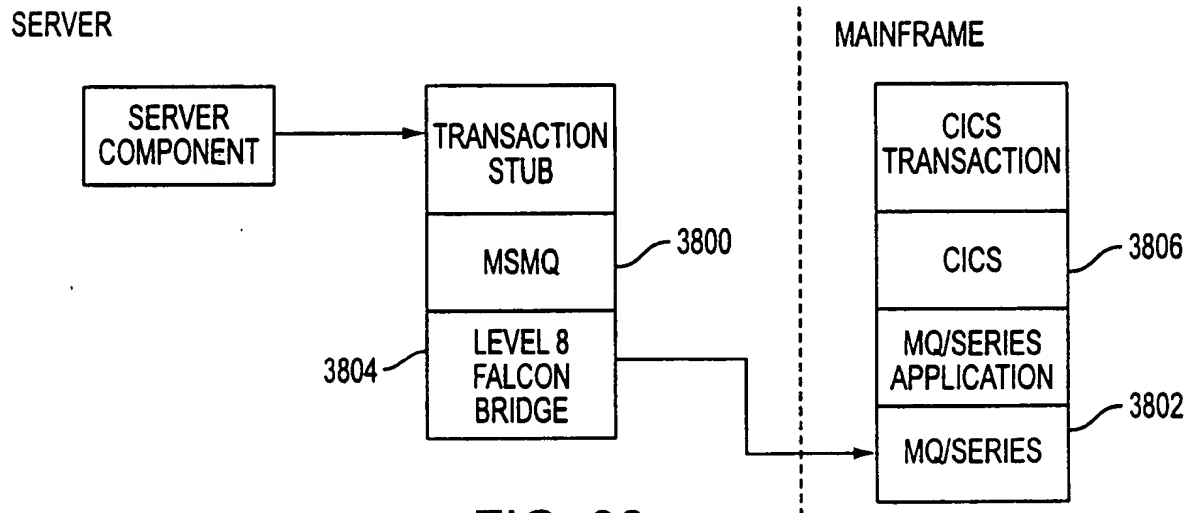 SERVER
MAINFRAME
SERVER
COMPONENT
TRANSACTION
STUB
MSMQ
3800
3804
LEVEL 8
FALCON
BRIDGE
CICS
TRANSACTION
CICS
3806
MQ/SERIES
APPLICATION
3802
MQ/SERIES